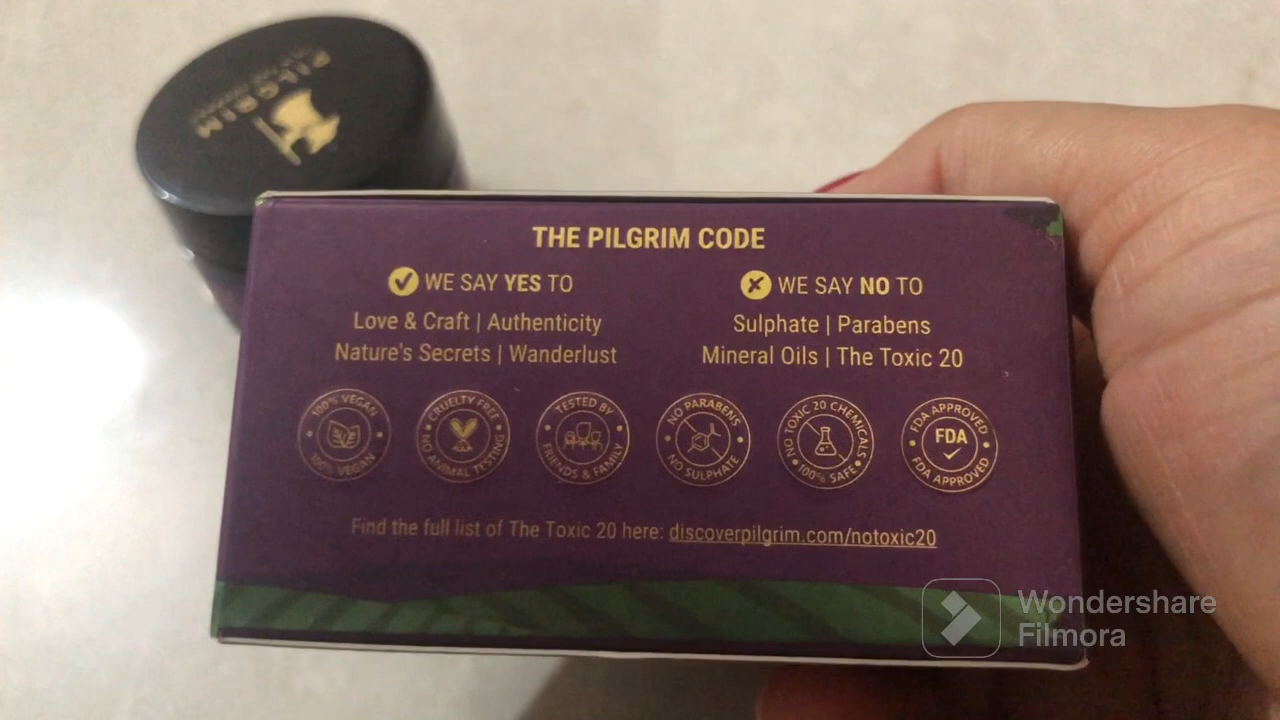 PILGRIM
THE PILGRIM CODE
WE SAY YES TO
Love & Craft | Authenticity
Nature's Secrets | Wanderlust
WE SAY NO TO
Sulphate | Parabens
Mineral Oils | The Toxic 20
100% VEGAN
100% VEGAN
CRUELTY FREE
NO ANIMAL TESTING
TESTED BY
FRIENDS & FAMILY
NO PARABENS
NO SULPHATE
NO TOXIC 20 CHEMICALS
100% SAFE
FDA APPROVED
FDA
FDA APPROVED
Find the full list of The Toxic 20 here: discoverpilgrim.com/notoxic20
Wondershare
Filmora